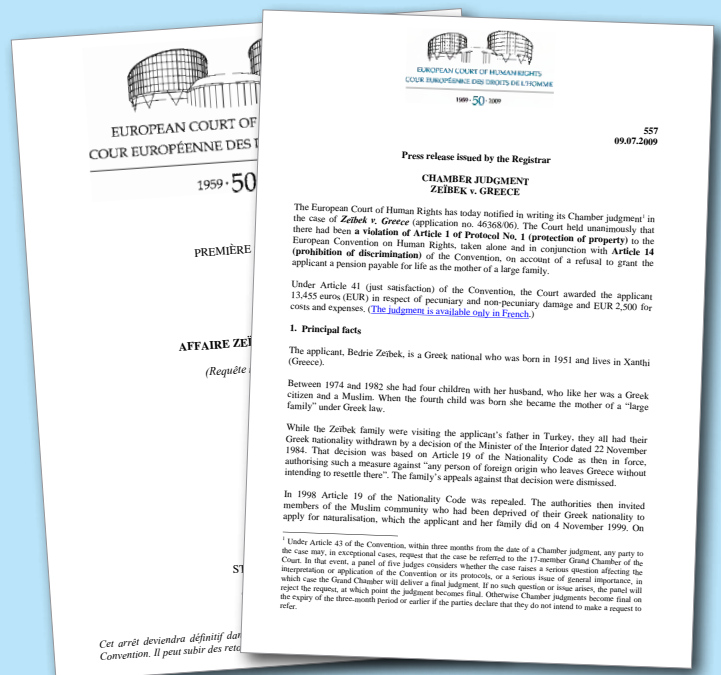 EUROPEAN COURT OF
COUR EUROPÉENNE DES
1959 · 50
PREMIÈRE
AFFAIRE ZEÏ
(Requête
Cet arrêt deviendra définitif dan
Convention. Il peut subir des reto
EUROPEAN COURT OF HUMAN RIGHTS
COUR EUROPÉENNE DES DROITS DE L'HOMME
1959 · 50 · 2009
557
09.07.2009
Press release issued by the Registrar
CHAMBER JUDGMENT
ZEÏBEK v. GREECE
The European Court of Human Rights has today notified in writing its Chamber judgment¹ in
the case of Zeïbek v. Greece (application no. 46368/06). The Court held unanimously that
there had been a violation of Article 1 of Protocol No. 1 (protection of property) to the
European Convention on Human Rights, taken alone and in conjunction with Article 14
(prohibition of discrimination) of the Convention, on account of a refusal to grant the
applicant a pension payable for life as the mother of a large family.
Under Article 41 (just satisfaction) of the Convention, the Court awarded the applicant
13,455 euros (EUR) in respect of pecuniary and non-pecuniary damage and EUR 2,500 for
costs and expenses. (The judgment is available only in French.)
1. Principal facts
The applicant, Bedrie Zeïbek, is a Greek national who was born in 1951 and lives in Xanthi
(Greece).
Between 1974 and 1982 she had four children with her husband, who like her was a Greek
citizen and a Muslim. When the fourth child was born she became the mother of a “large
family” under Greek law.
While the Zeïbek family were visiting the applicant’s father in Turkey, they all had their
Greek nationality withdrawn by a decision of the Minister of the Interior dated 22 November
1984. That decision was based on Article 19 of the Nationality Code as then in force,
authorising such a measure against “any person of foreign origin who leaves Greece without
intending to resettle there”. The family’s appeals against that decision were dismissed.
In 1998 Article 19 of the Nationality Code was repealed. The authorities then invited
members of the Muslim community who had been deprived of their Greek nationality to
apply for naturalisation, which the applicant and her family did on 4 November 1999. On
¹ Under Article 43 of the Convention, within three months from the date of a Chamber judgment, any party to
the case may, in exceptional cases, request that the case be referred to the 17-member Grand Chamber of the
Court. In that event, a panel of five judges considers whether the case raises a serious question affecting the
interpretation or application of the Convention or its protocols, or a serious issue of general importance, in
which case the Grand Chamber will deliver a final judgment. If no such question or issue arises, the panel will
reject the request, at which point the judgment becomes final. Otherwise Chamber judgments become final on
the expiry of the three-month period or earlier if the parties declare that they do not intend to make a request to
refer.